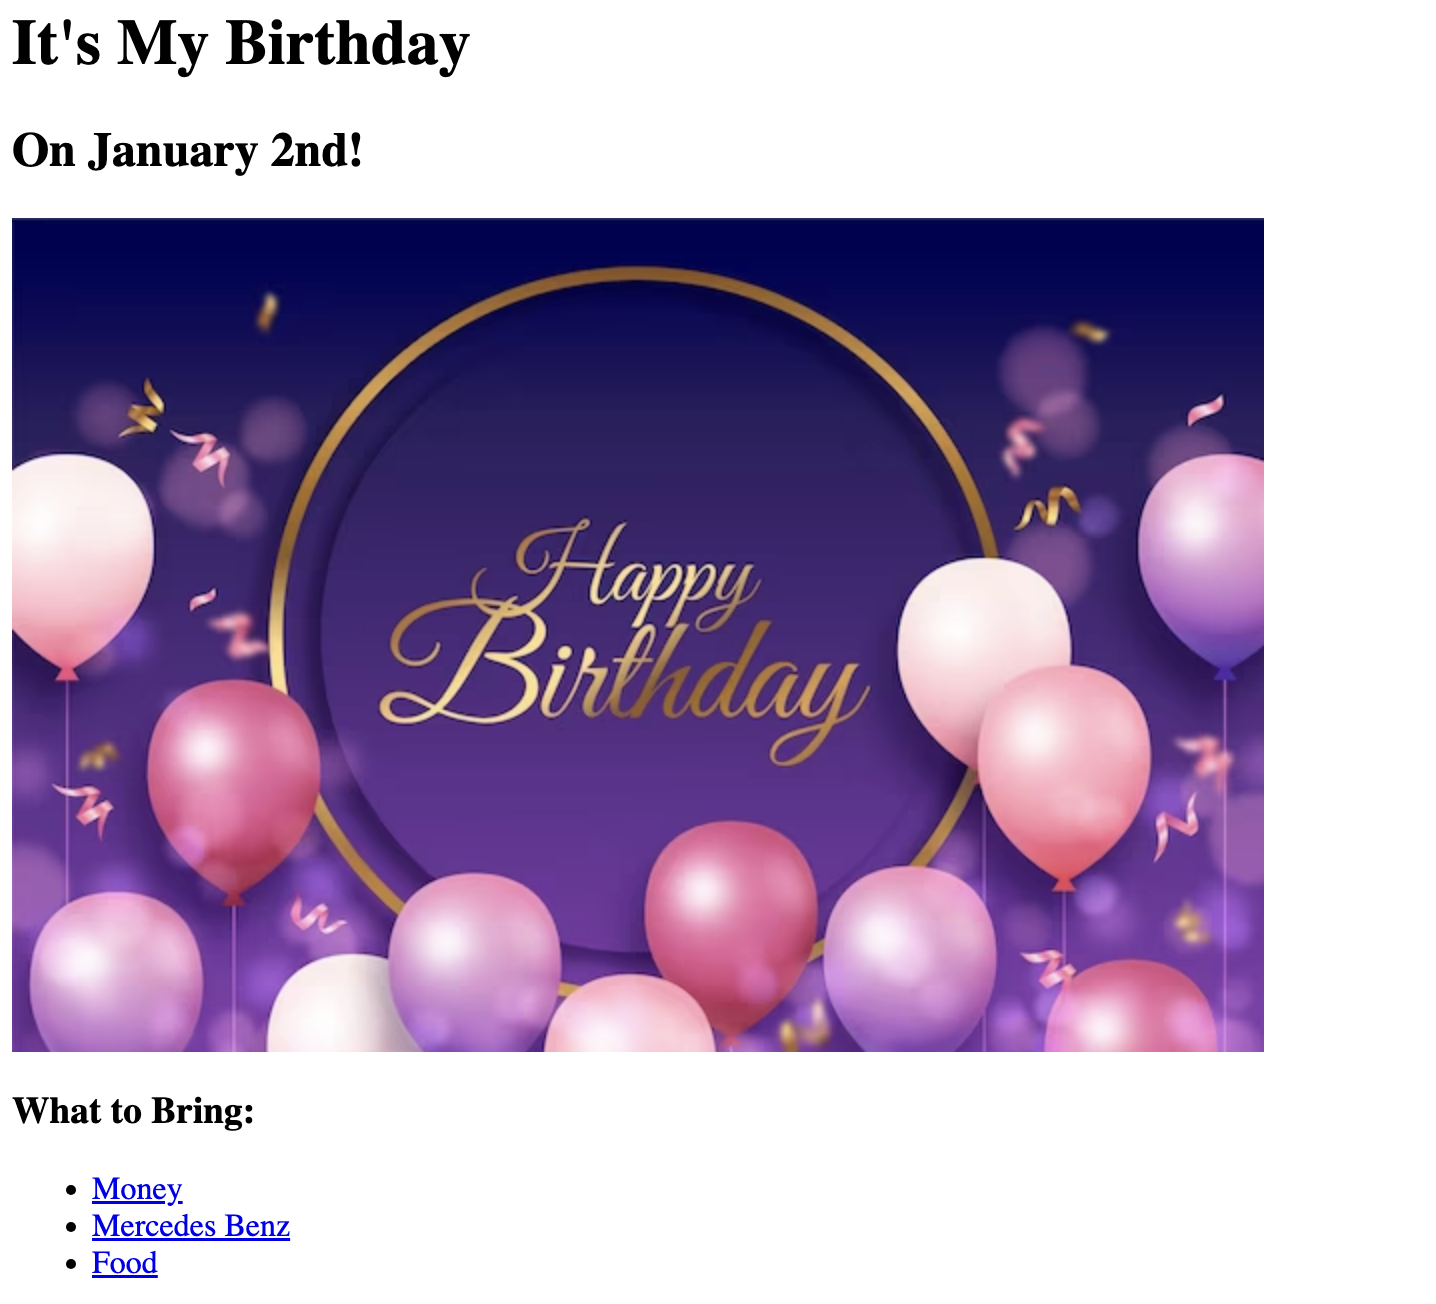 It's My Birthday
On January 2nd!
Happy
Birthday
What to Bring:
Money
Mercedes Benz
Food